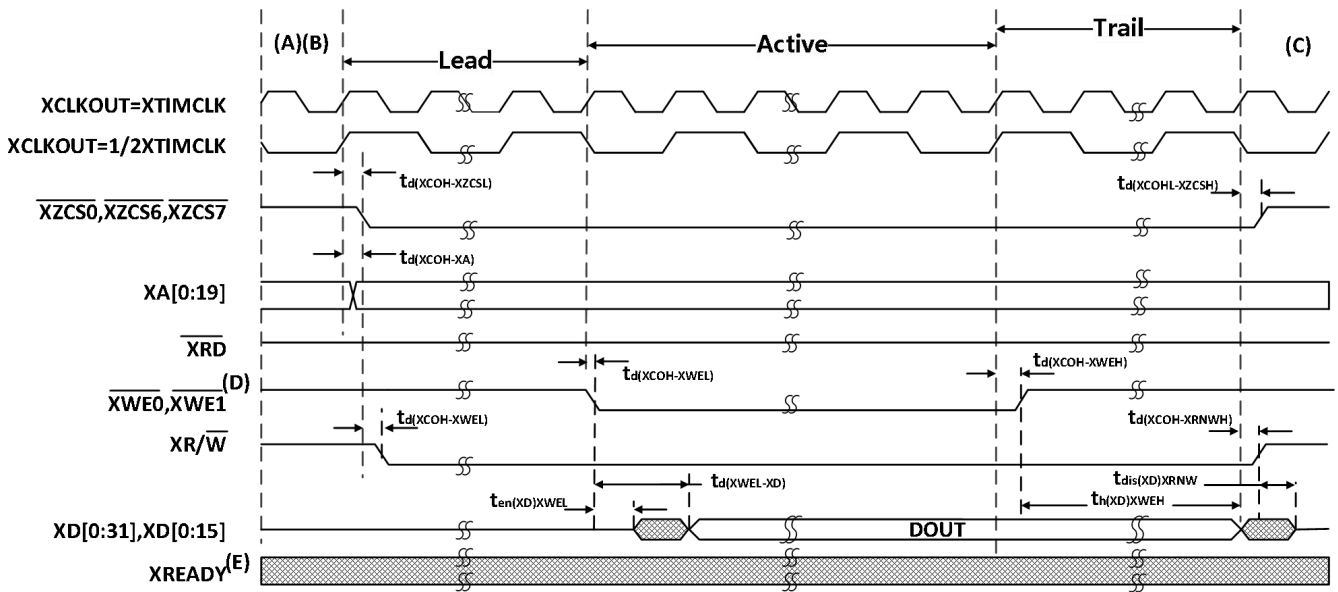 (A)(B)
Lead
Active
Trail
(C)
XCLKOUT=XTIMCLK
XCLKOUT=1/2XTIMCLK
td(XCOH-XZCSL)
td(XCOHL-XZCSH)
XZCS0,XZCS6,XZCS7
td(XCOH-XA)
XA[0:19]
XRD
td(XCOH-XWEL)
td(XCOH-XWEH)
XWE0,XWE1(D)
td(XCOH-XWEL)
td(XCOH-XRNWH)
XR/W
td(XWEL-XD)
tdis(XD)XRNW
ten(XD)XWEL
th(XD)XWEH
XD[0:31],XD[0:15]
DOUT
XREADY(E)